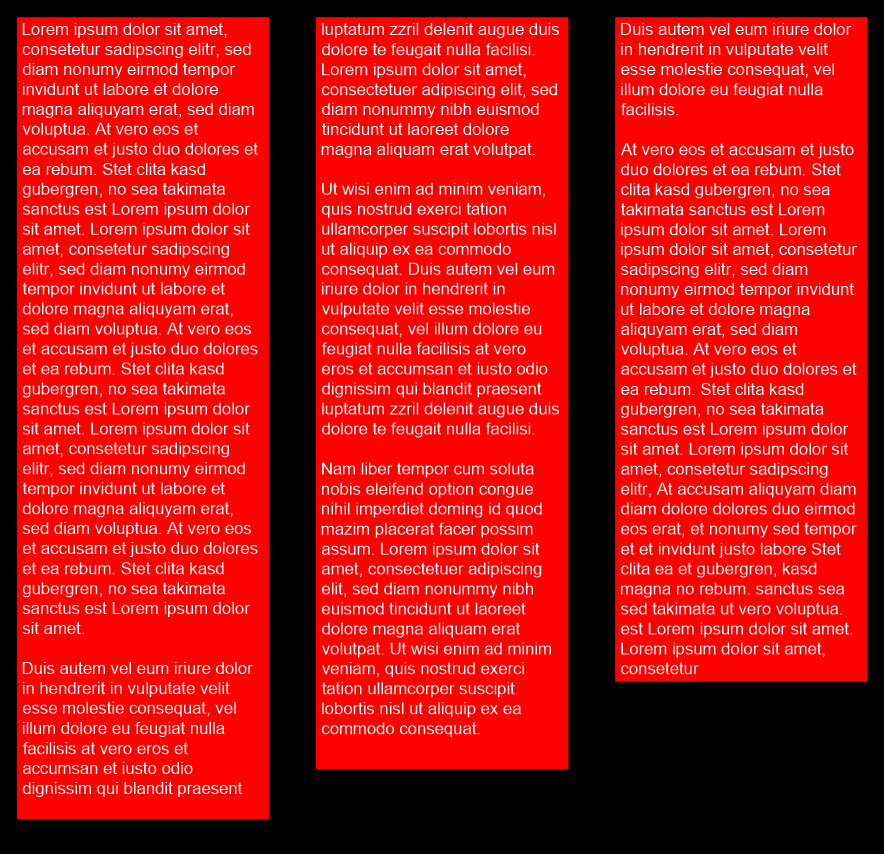 Lorem ipsum dolor sit amet,
consetetur sadipscing elitr, sed
diam nonumy eirmod tempor
invidunt ut labore et dolore
magna aliquyam erat, sed diam
voluptua. At vero eos et
accusam et justo duo dolores et
ea rebum. Stet clita kasd
gubergren, no sea takimata
sanctus est Lorem ipsum dolor
sit amet. Lorem ipsum dolor sit
amet, consetetur sadipscing
elitr, sed diam nonumy eirmod
tempor invidunt ut labore et
dolore magna aliquyam erat,
sed diam voluptua. At vero eos
et accusam et justo duo dolores
et ea rebum. Stet clita kasd
gubergren, no sea takimata
sanctus est Lorem ipsum dolor
sit amet. Lorem ipsum dolor sit
amet, consetetur sadipscing
elitr, sed diam nonumy eirmod
tempor invidunt ut labore et
dolore magna aliquyam erat,
sed diam voluptua. At vero eos
et accusam et justo duo dolores
et ea rebum. Stet clita kasd
gubergren, no sea takimata
sanctus est Lorem ipsum dolor
sit amet.
Duis autem vel eum iriure dolor
in hendrerit in vulputate velit
esse molestie consequat, vel
illum dolore eu feugiat nulla
facilisis at vero eros et
accumsan et iusto odio
dignissim qui blandit praesent
luptatum zzril delenit augue duis
dolore te feugait nulla facilisi.
Lorem ipsum dolor sit amet,
consectetuer adipiscing elit, sed
diam nonummy nibh euismod
tincidunt ut laoreet dolore
magna aliquam erat volutpat.
Ut wisi enim ad minim veniam,
quis nostrud exerci tation
ullamcorper suscipit lobortis nisl
ut aliquip ex ea commodo
consequat. Duis autem vel eum
iriure dolor in hendrerit in
vulputate velit esse molestie
consequat, vel illum dolore eu
feugiat nulla facilisis at vero
eros et accumsan et iusto odio
dignissim qui blandit praesent
luptatum zzril delenit augue duis
dolore te feugait nulla facilisi.
Nam liber tempor cum soluta
nobis eleifend option congue
nihil imperdiet doming id quod
mazim placerat facer possim
assum. Lorem ipsum dolor sit
amet, consectetuer adipiscing
elit, sed diam nonummy nibh
euismod tincidunt ut laoreet
dolore magna aliquam erat
volutpat. Ut wisi enim ad minim
veniam, quis nostrud exerci
tation ullamcorper suscipit
lobortis nisl ut aliquip ex ea
commodo consequat.
Duis autem vel eum iriure dolor
in hendrerit in vulputate velit
esse molestie consequat, vel
illum dolore eu feugiat nulla
facilisis.
At vero eos et accusam et justo
duo dolores et ea rebum. Stet
clita kasd gubergren, no sea
takimata sanctus est Lorem
ipsum dolor sit amet. Lorem
ipsum dolor sit amet, consetetur
sadipscing elitr, sed diam
nonumy eirmod tempor invidunt
ut labore et dolore magna
aliquyam erat, sed diam
voluptua. At vero eos et
accusam et justo duo dolores et
ea rebum. Stet clita kasd
gubergren, no sea takimata
sanctus est Lorem ipsum dolor
sit amet. Lorem ipsum dolor sit
amet, consetetur sadipscing
elitr, At accusam aliquyam diam
diam dolore dolores duo eirmod
eos erat, et nonumy sed tempor
et et invidunt justo labore Stet
clita ea et gubergren, kasd
magna no rebum. sanctus sea
sed takimata ut vero voluptua.
est Lorem ipsum dolor sit amet.
Lorem ipsum dolor sit amet,
consetetur